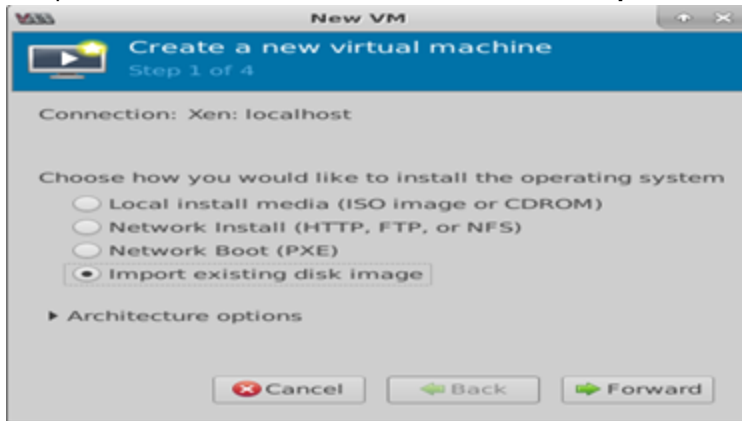 New VM
Create a new virtual machine
Step 1 of 4
Connection: Xen: localhost
Choose how you would like to install the operating system
Local install media (ISO image or CDROM)
Network Install (HTTP, FTP, or NFS)
Network Boot (PXE)
Import existing disk image
Architecture options
Cancel Back Forward